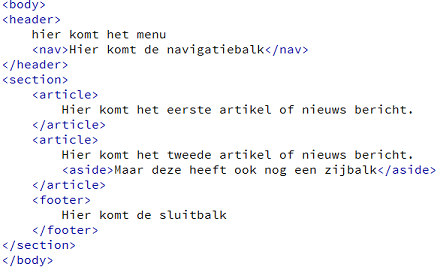 <body>
<header>
hier komt het menu
<nav>Hier komt de navigatiebalk</nav>
</header>
<section>
<article>
Hier komt het eerste artikel of nieuws bericht.
</article>
<article>
Hier komt het tweede artikel of nieuws bericht.
<aside>Maar deze heeft ook nog een zijbalk</aside>
</article>
<footer>
Hier komt de sluitbalk
</footer>
</section>
</body>